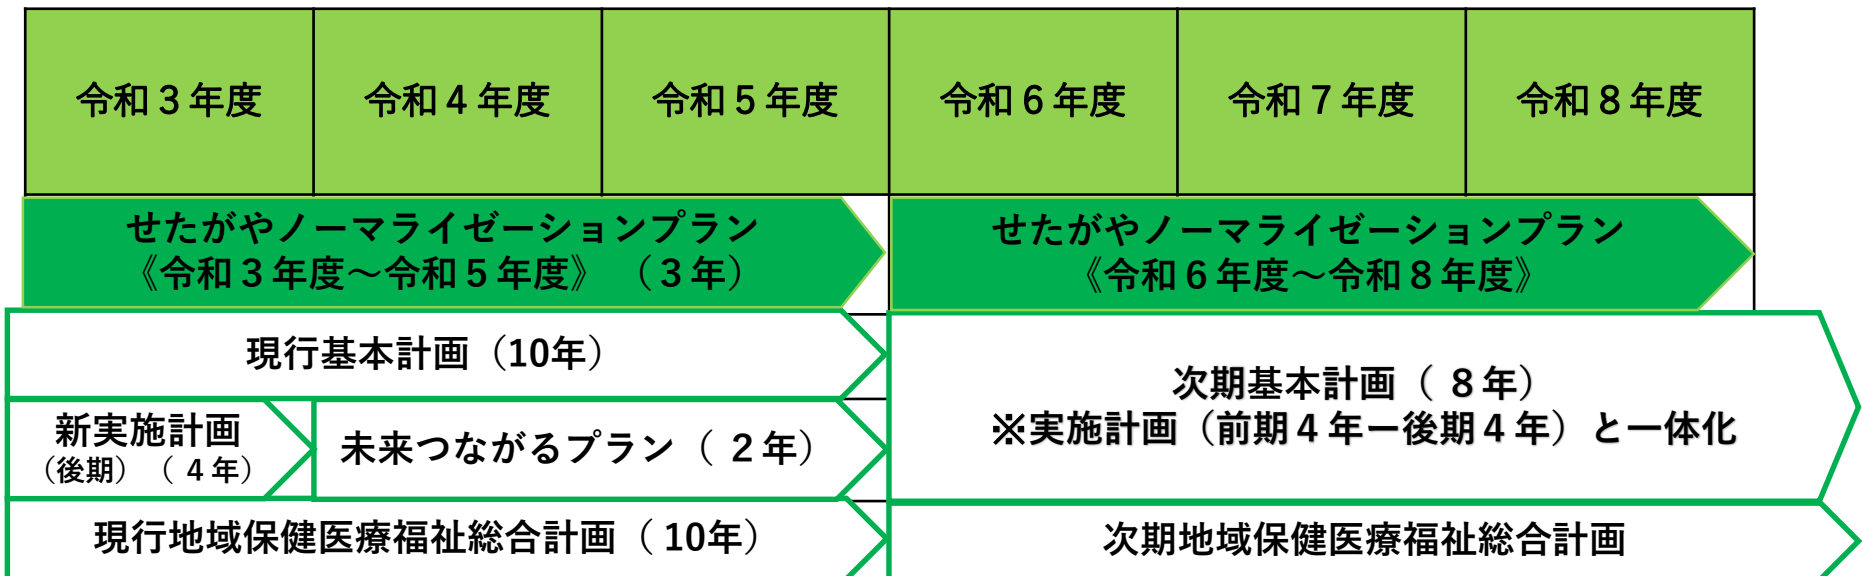 令和３年度
令和４年度
令和５年度
令和６年度
令和７年度
令和８年度
せたがやノーマライゼーションプラン
《令和３年度～令和５年度》（３年）
せたがやノーマライゼーションプラン
《令和６年度～令和８年度》
現行基本計画（10年）
次期基本計画（ ８年）
※実施計画（前期４年ー後期４年）と一体化
新実施計画
（後期）（ ４年）
未来つながるプラン（ ２年）
現行地域保健医療福祉総合計画（ 10年）
次期地域保健医療福祉総合計画